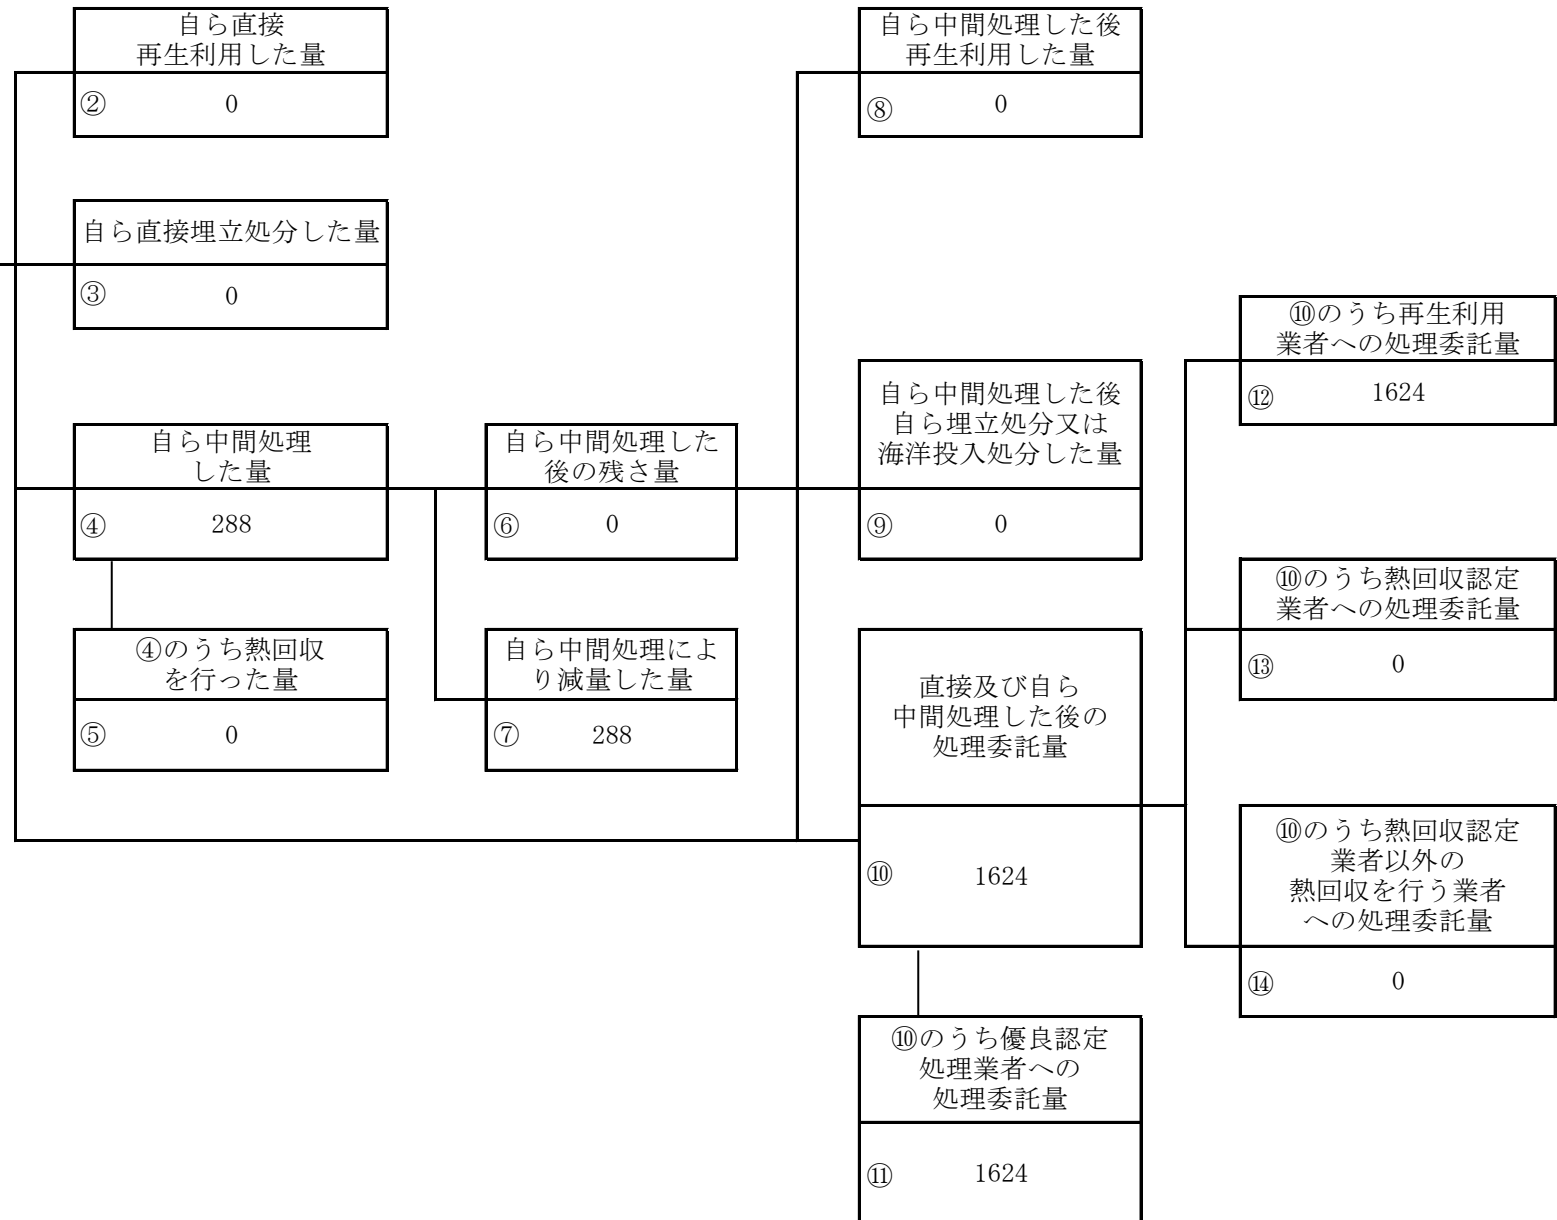 自ら直接
再生利用した量
② 0
自ら直接埋立処分した量
③ 0
自ら中間処理
した量
④ 288
④のうち熱回収
を行った量
⑤ 0
自ら中間処理した
後の残さ量
⑥ 0
自ら中間処理によ
り減量した量
⑦ 288
自ら中間処理した後
再生利用した量
⑧ 0
自ら中間処理した後
自ら埋立処分又は
海洋投入処分した量
⑨ 0
直接及び自ら
中間処理した後の
処理委託量
⑩ 1624
⑩のうち優良認定
処理業者への
処理委託量
⑪ 1624
⑩のうち再生利用
業者への処理委託量
⑫ 1624
⑩のうち熱回収認定
業者への処理委託量
⑬ 0
⑩のうち熱回収認定
業者以外の
熱回収を行う業者
への処理委託量
⑭ 0